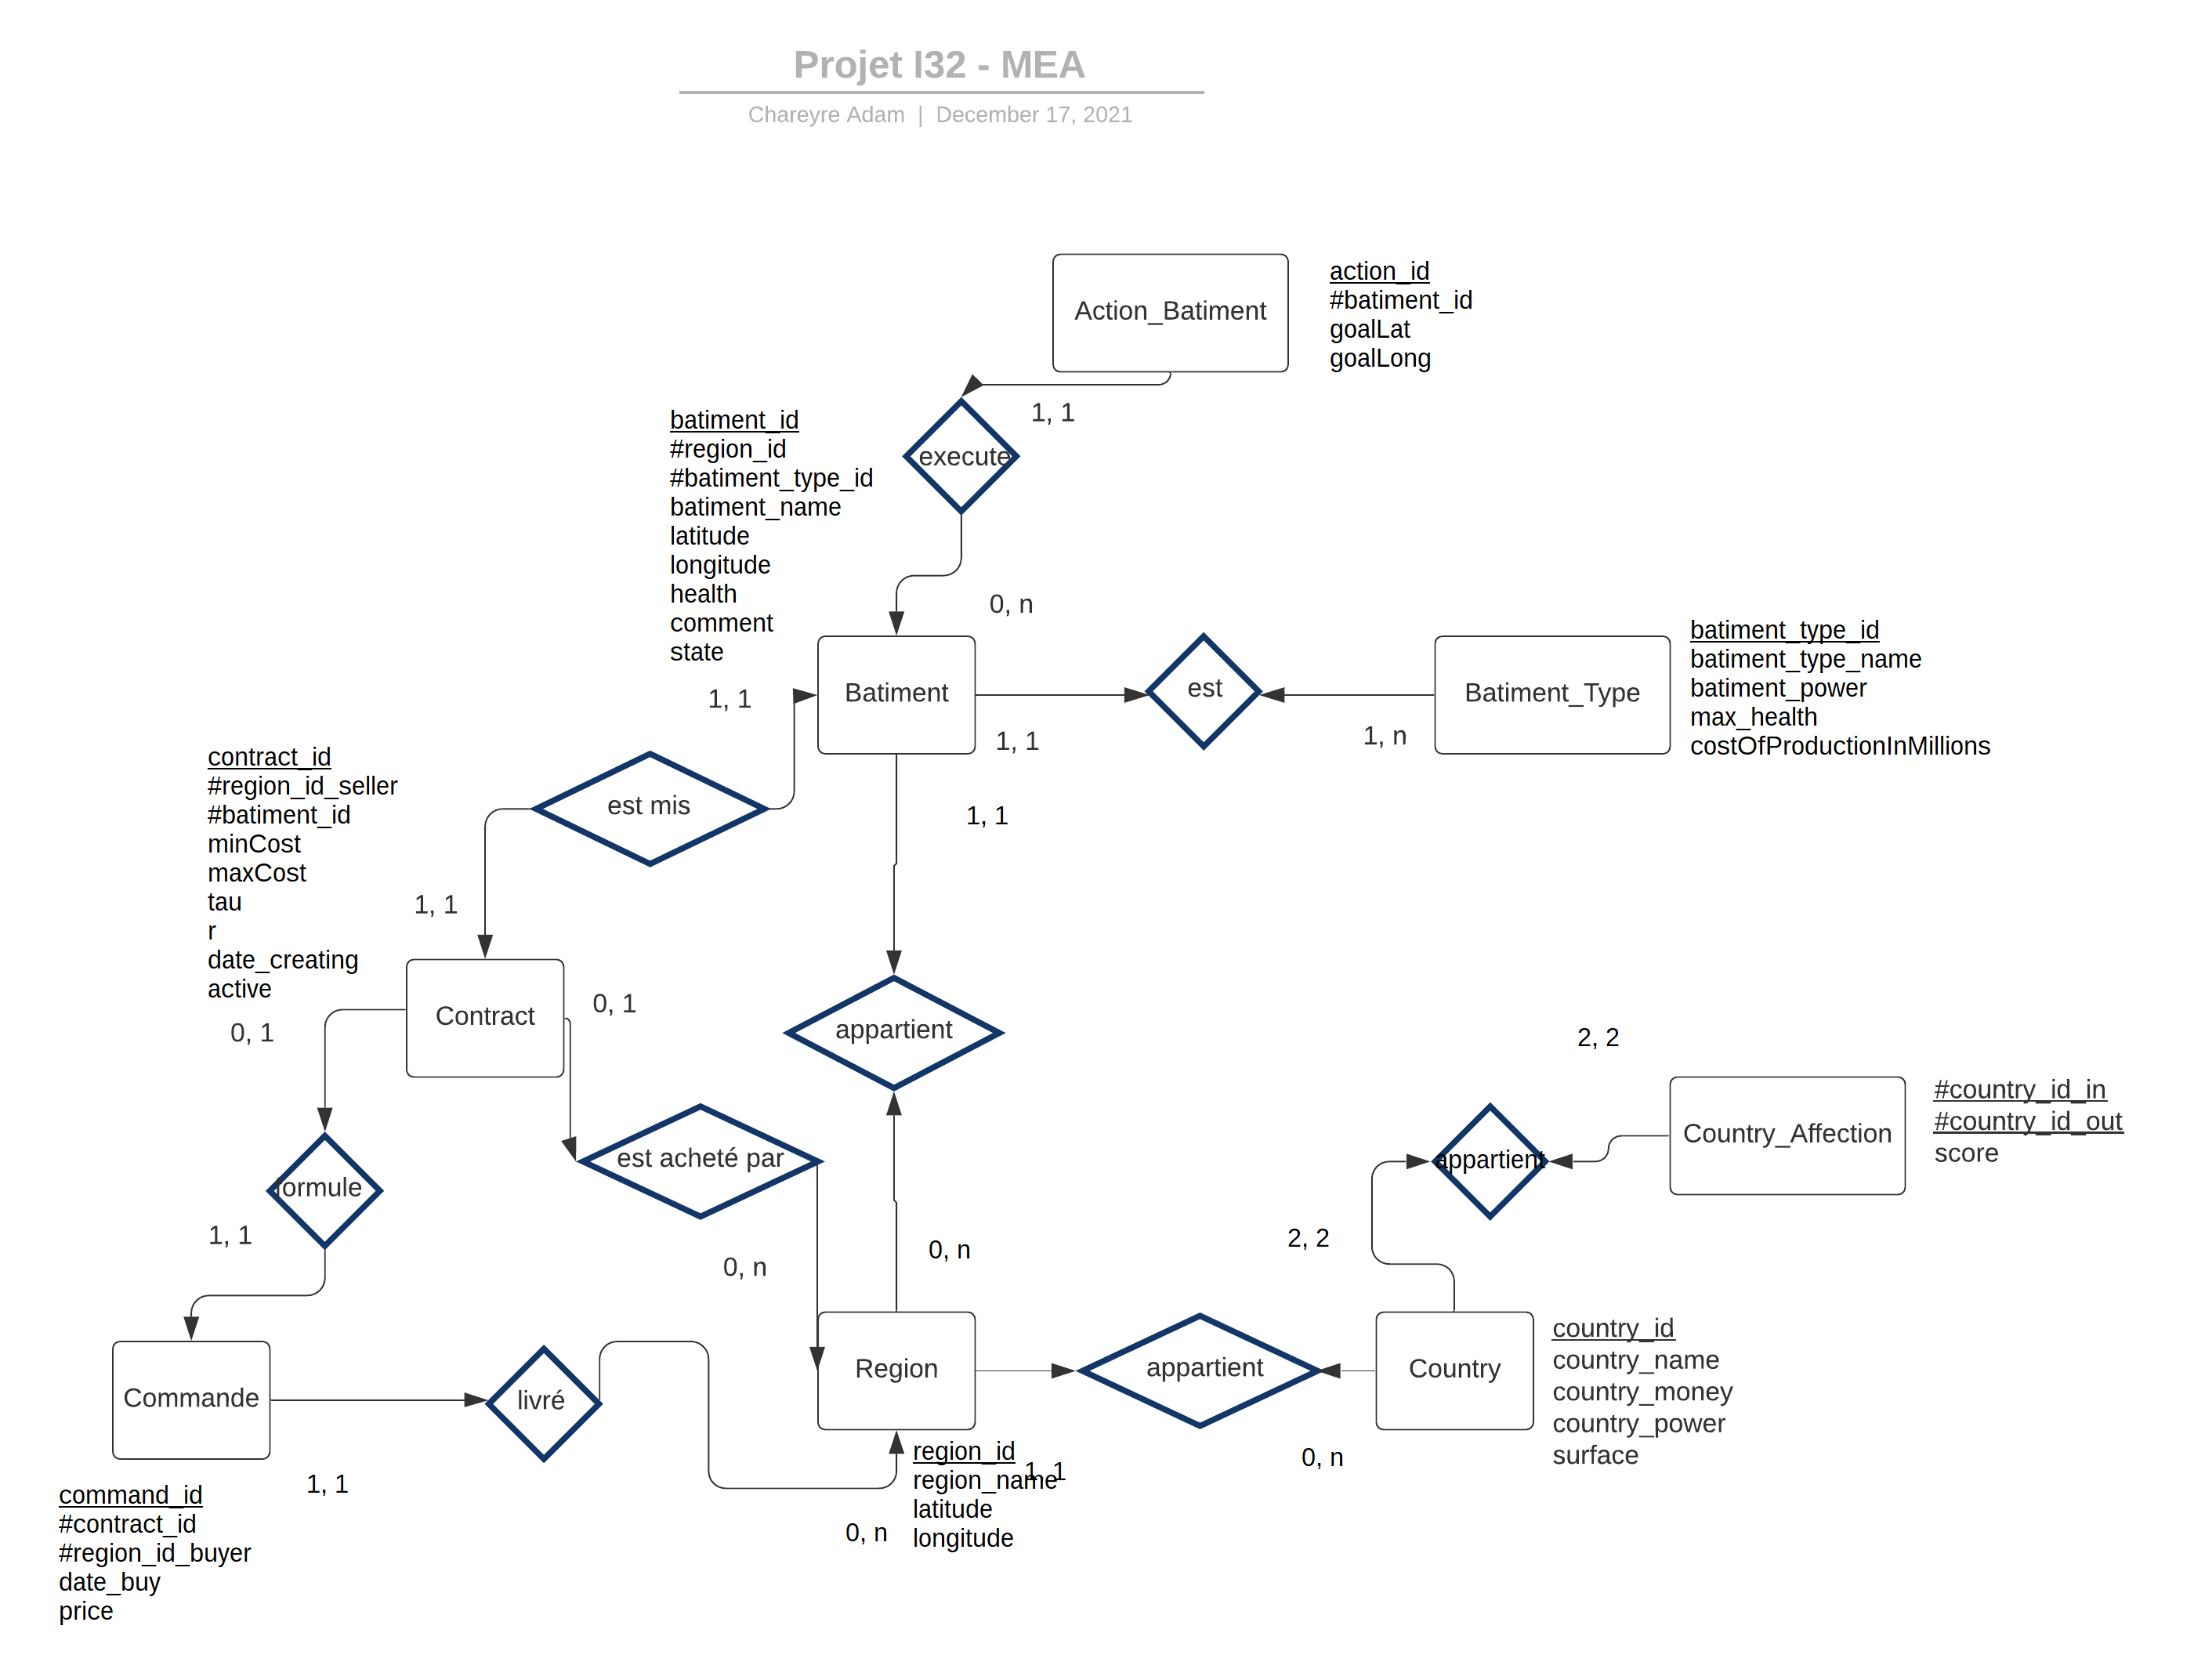 Projet I32 - MEA
Chareyre Adam | December 17, 2021
Action_Batiment
action_id
#batiment_id
goalLat
goalLong
1, 1
execute
batiment_id
#region_id
#batiment_type_id
batiment_name
latitude
longitude
health
comment
state
0, n
1, 1
Batiment
1, 1
est
1, n
Batiment_Type
batiment_type_id
batiment_type_name
batiment_power
max_health
costOfProductionInMillions
contract_id
#region_id_seller
#batiment_id
minCost
maxCost
tau
r
date_creating
active
est mis
1, 1
1, 1
Contract
0, 1
0, 1
appartient
2, 2
Country_Affection
#country_id_in
#country_id_out
score
appartient
est acheté par
formule
1, 1
0, n
0, n
2, 2
Commande
livré
Region
appartient
Country
country_id
country_name
country_money
country_power
surface
region_id
region_name
latitude
longitude
1, 1
0, n
1, 1
0, n
command_id
#contract_id
#region_id_buyer
date_buy
price